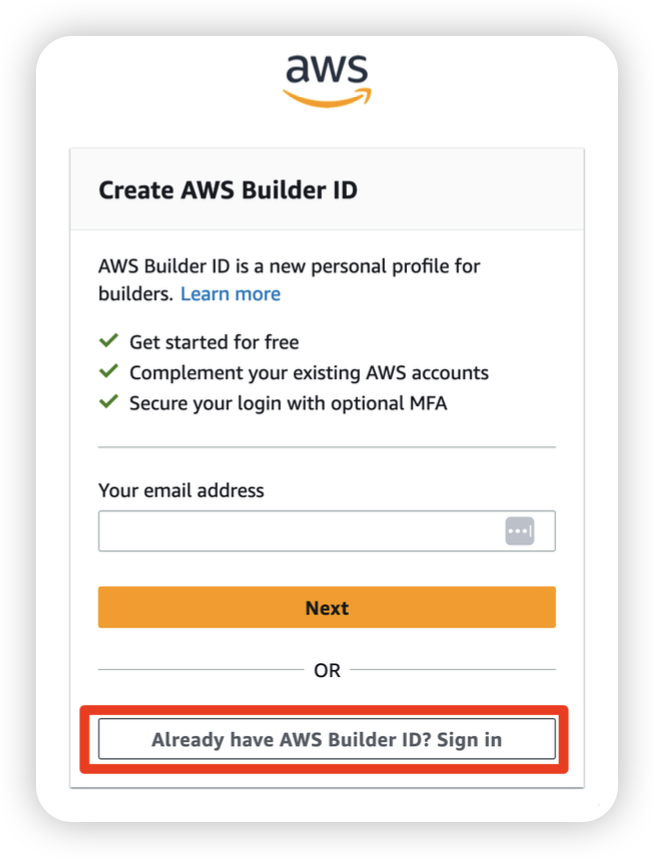 aws
Create AWS Builder ID
AWS Builder ID is a new personal profile for
builders. Learn more
Get started for free
Complement your existing AWS accounts
Secure your login with optional MFA
Your email address
Next
OR
Already have AWS Builder ID? Sign in